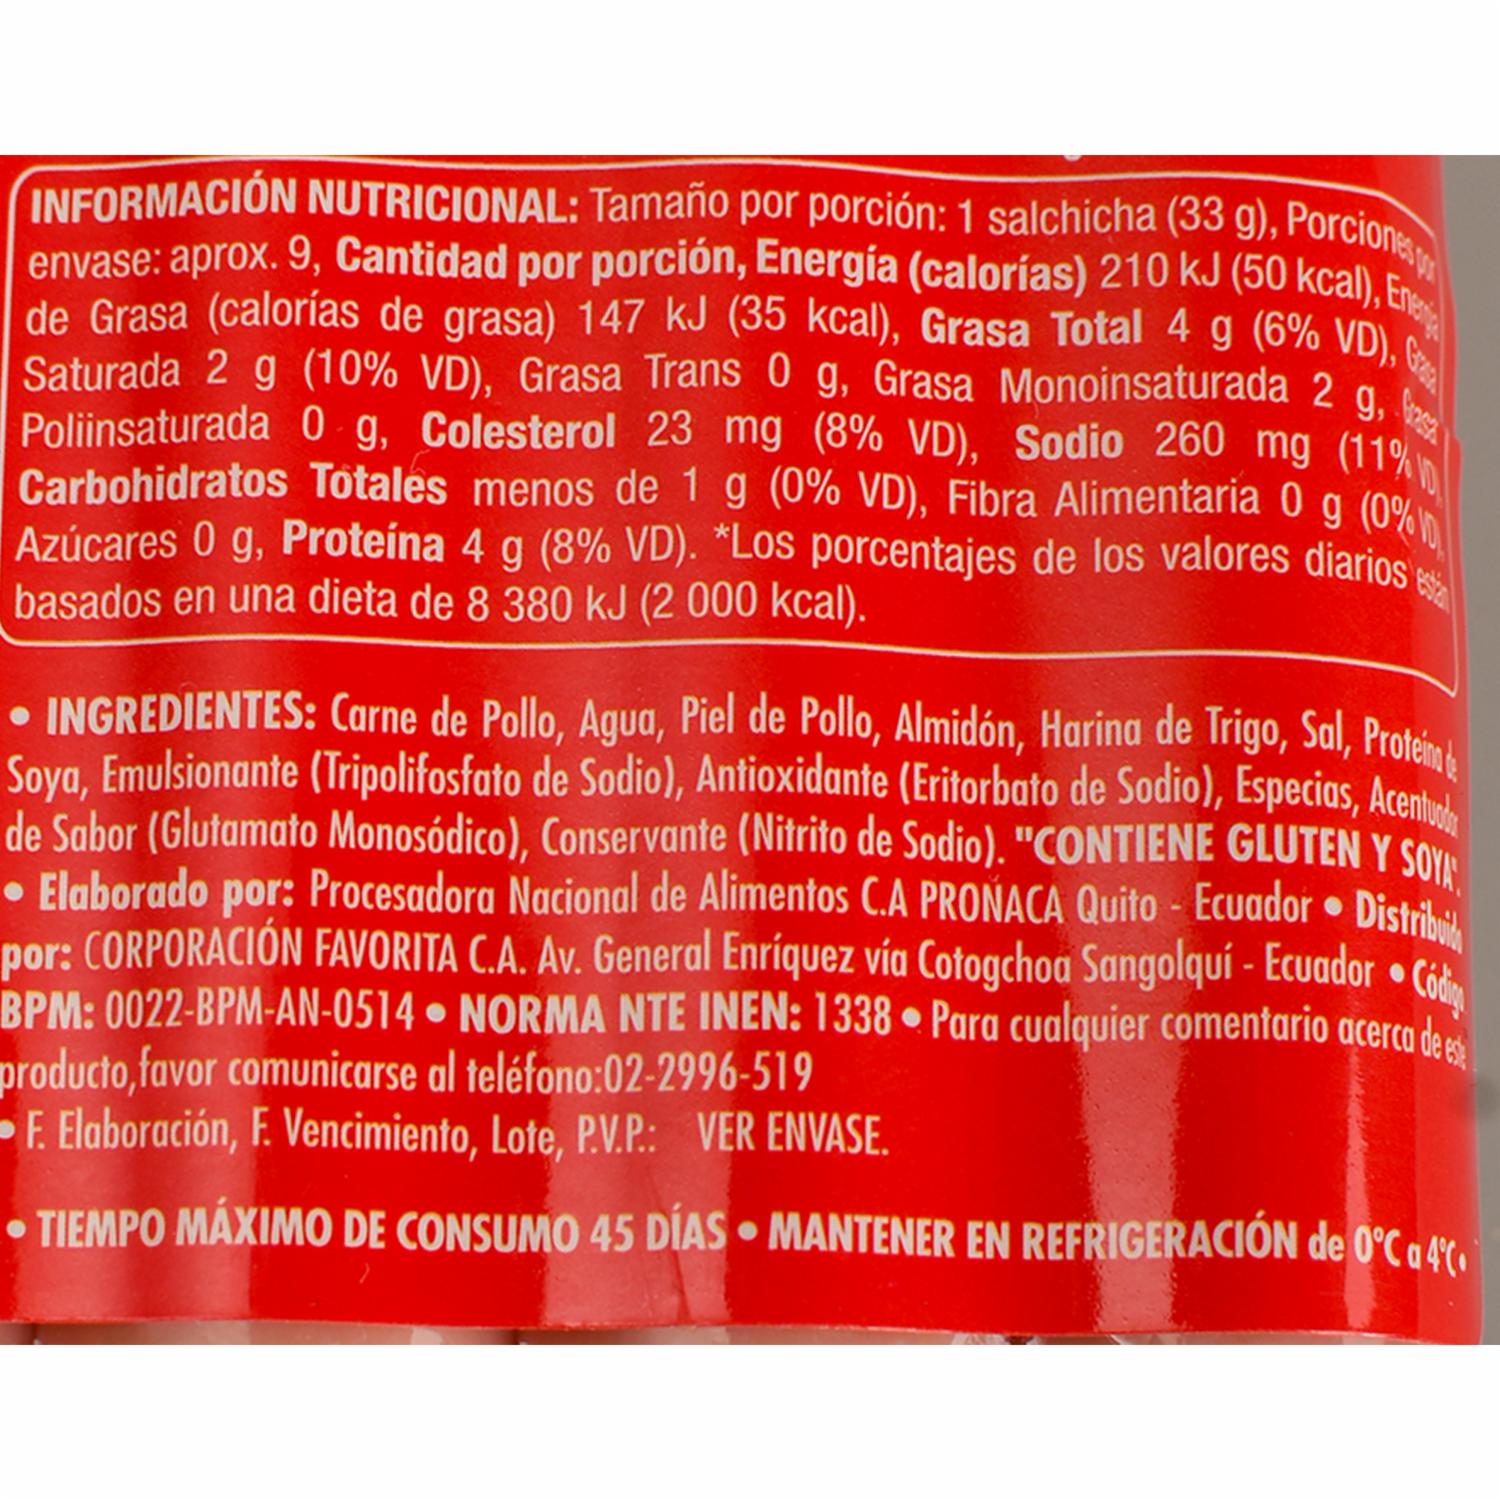 INFORMACIÓN NUTRICIONAL: Tamaño por porción: 1 salchicha (33 g), Porciones por
envase: aprox. 9, Cantidad por porción, Energía (calorías) 210 kJ (50 kcal), Energía
de Grasa (calorías de grasa) 147 kJ (35 kcal), Grasa Total 4 g (6% VD), Grasa
Saturada 2 g (10% VD), Grasa Trans 0 g, Grasa Monoinsaturada 2 g, Grasa
Poliinsaturada 0 g, Colesterol 23 mg (8% VD), Sodio 260 mg (11% VD),
Carbohidratos Totales menos de 1 g (0% VD), Fibra Alimentaria 0 g (0% VD),
Azúcares 0 g, Proteína 4 g (8% VD). *Los porcentajes de los valores diarios están
basados en una dieta de 8 380 kJ (2 000 kcal).
• INGREDIENTES: Carne de Pollo, Agua, Piel de Pollo, Almidón, Harina de Trigo, Sal, Proteína de
Soya, Emulsionante (Tripolifosfato de Sodio), Antioxidante (Eritorbato de Sodio), Especias, Acentuador
de Sabor (Glutamato Monosódico), Conservante (Nitrito de Sodio). "CONTIENE GLUTEN Y SOYA".
• Elaborado por: Procesadora Nacional de Alimentos C.A PRONACA Quito - Ecuador • Distribuido
por: CORPORACIÓN FAVORITA C.A. Av. General Enríquez vía Cotogchoa Sangolquí - Ecuador • Código
BPM: 0022-BPM-AN-0514 • NORMA NTE INEN: 1338 • Para cualquier comentario acerca de este
producto,favor comunicarse al teléfono:02-2996-519
• F. Elaboración, F. Vencimiento, Lote, P.V.P.: VER ENVASE.
• TIEMPO MÁXIMO DE CONSUMO 45 DÍAS • MANTENER EN REFRIGERACIÓN de 0°C a 4°C •